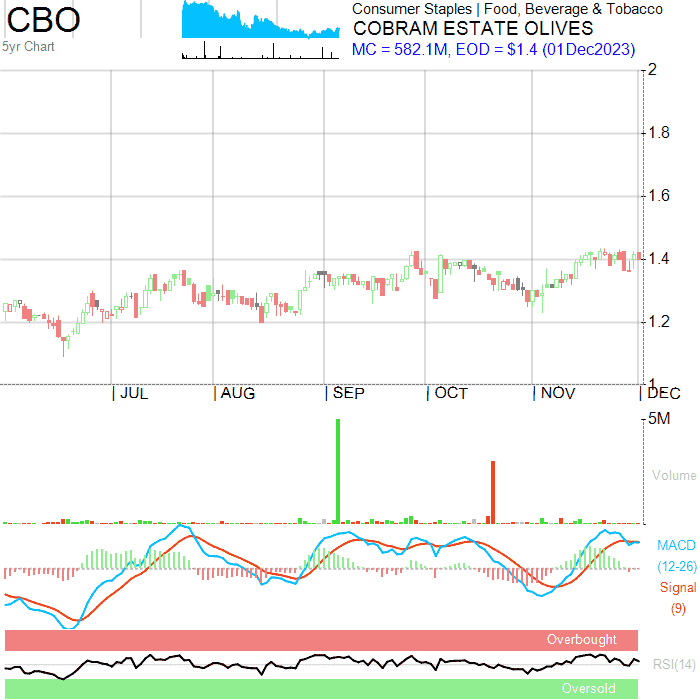 CBO
5yr Chart
Consumer Staples | Food, Beverage & Tobacco
COBRAM ESTATE OLIVES
MC = 582.1M, EOD = $1.4 (01Dec2023)
2
1.8
1.6
1.4
1.2
1
| JUL | AUG | SEP | OCT | NOV | DEC
5M
Volume
MACD
(12-26)
Signal
(9)
Overbought
RSI(14)
Oversold